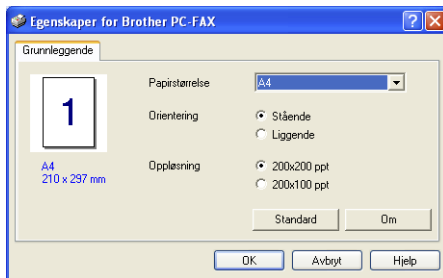 Egenskaper for Brother PC-FAX
Grunnleggende
1
A4
210 x 297 mm
Papirstørrelse
A4
Orientering
Stående
Liggende
Oppløsning
200x200 ppt
200x100 ppt
Standard
Om
OK
Avbryt
Hjelp